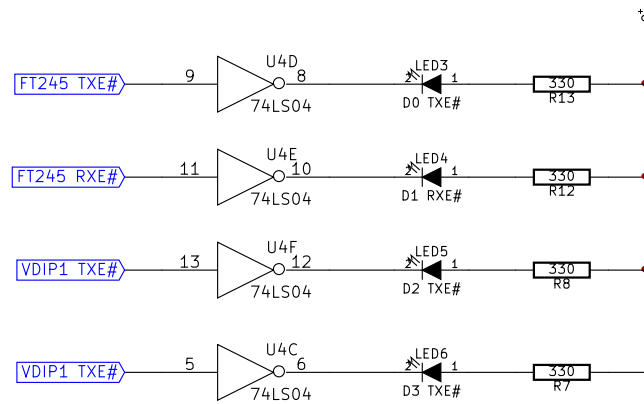 U4D
LED3
FT245 TXE# 9 8 2 1 330
74LS04 D0 TXE# R13
U4E
LED4
FT245 RXE# 11 10 2 1 330
74LS04 D1 RXE# R12
U4F
LED5
VDIP1 TXE# 13 12 2 1 330
74LS04 D2 TXE# R8
U4C
LED6
VDIP1 TXE# 5 6 2 1 330
74LS04 D3 TXE# R7